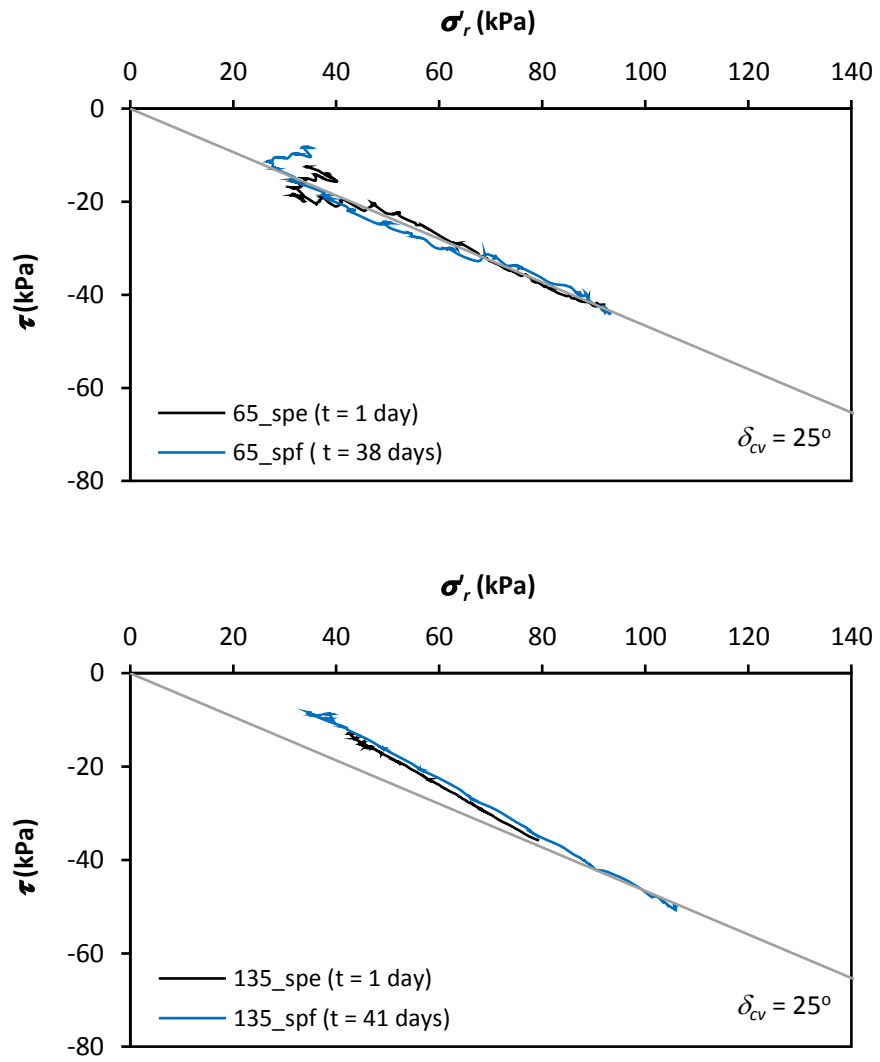 σ′r (kPa)
0 20 40 60 80 100 120 140
0
-20
-40
-60
-80
τ (kPa)
65_spe (t = 1 day)
65_spf ( t = 38 days)
δcv = 25o
σ′r (kPa)
0 20 40 60 80 100 120 140
0
-20
-40
-60
-80
τ (kPa)
135_spe (t = 1 day)
135_spf (t = 41 days)
δcv = 25o